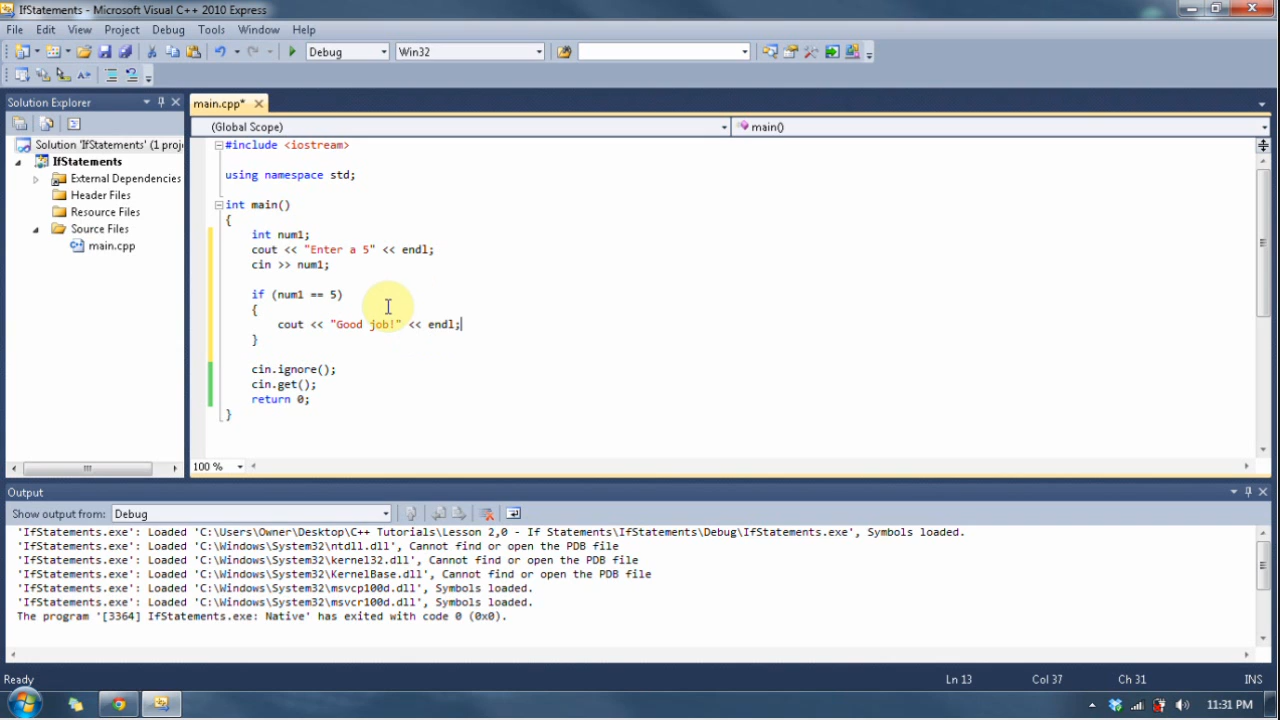 IfStatements - Microsoft Visual C++ 2010 Express
File Edit View Project Debug Tools Window Help
Debug Win32
Solution Explorer
main.cpp*
(Global Scope) main()
Solution 'IfStatements' (1 proj
IfStatements
External Dependencies
Header Files
Resource Files
Source Files
main.cpp
#include <iostream>
using namespace std;
int main()
{
int num1;
cout << "Enter a 5" << endl;
cin >> num1;
if (num1 == 5)
{
cout << "Good job!" << endl;
}
cin.ignore();
cin.get();
return 0;
}
100 %
Output
Show output from: Debug
'IfStatements.exe': Loaded 'C:\Users\Owner\Desktop\C++ Tutorials\Lesson 2,0 - If Statements\IfStatements\Debug\IfStatements.exe', Symbols loaded.
'IfStatements.exe': Loaded 'C:\Windows\System32\ntdll.dll', Cannot find or open the PDB file
'IfStatements.exe': Loaded 'C:\Windows\System32\kernel32.dll', Cannot find or open the PDB file
'IfStatements.exe': Loaded 'C:\Windows\System32\KernelBase.dll', Cannot find or open the PDB file
'IfStatements.exe': Loaded 'C:\Windows\System32\msvcp100d.dll', Symbols loaded.
'IfStatements.exe': Loaded 'C:\Windows\System32\msvcr100d.dll', Symbols loaded.
The program '[3364] IfStatements.exe: Native' has exited with code 0 (0x0).
Ready Ln 13 Col 37 Ch 31 INS
11:31 PM